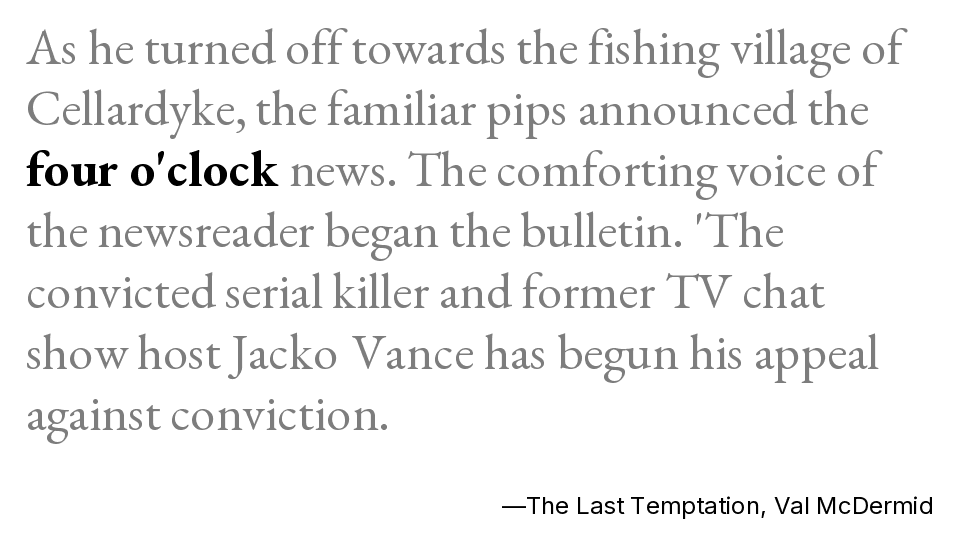 As he turned off towards the fishing village of
Cellardyke, the familiar pips announced the
four o'clock news. The comforting voice of
the newsreader began the bulletin. 'The
convicted serial killer and former TV chat
show host Jacko Vance has begun his appeal
against conviction.
—The Last Temptation, Val McDermid